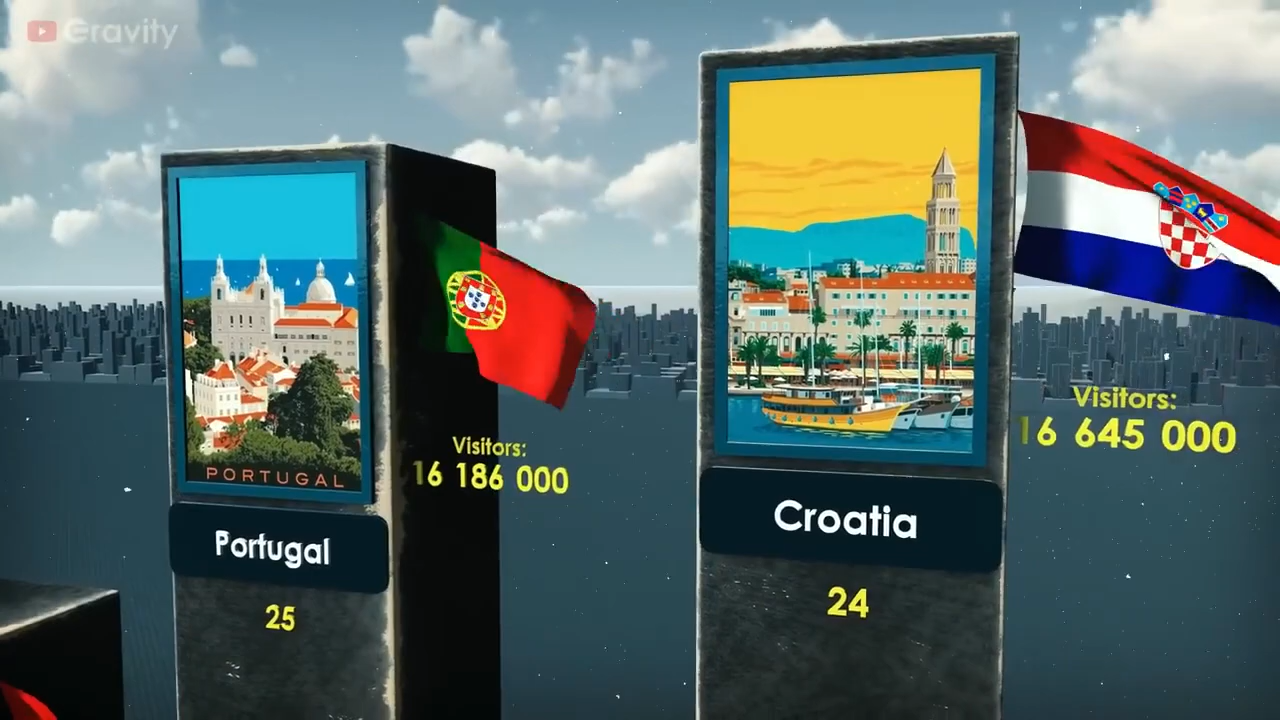 Gravity
PORTUGAL
Portugal
25
Visitors:
16 186 000
Croatia
24
Visitors:
16 645 000